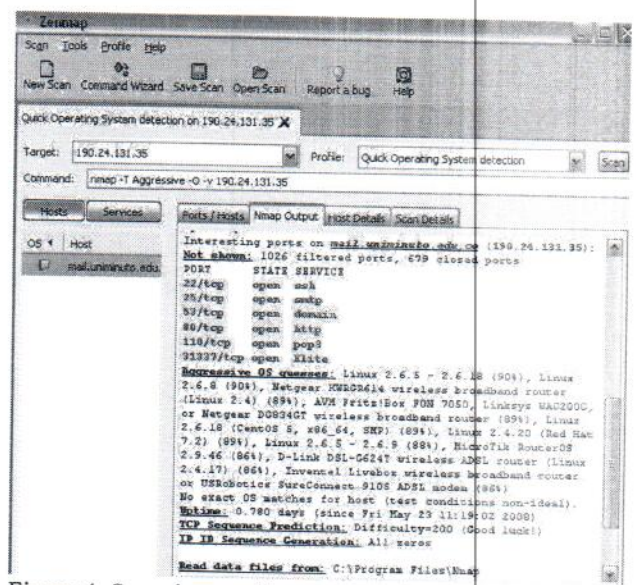 Zenmap
Scan Tools Profile Help
New Scan Command Wizard Save Scan Open Scan Report a bug Help
Quick Operating System detection on 190.24.131.35 X
Target: 190.24.131.35 Profile: Quick Operating System detection Scan
Command: nmap -T Aggressive -O -v 190.24.131.35
Hosts Services
Ports / Hosts Nmap Output Host Details Scan Details
OS Host
mail.uniminuto.edu.
Interesting ports on mail.uniminuto.edu.co (190.24.131.35):
Not shown: 1026 filtered ports, 679 closed ports
PORT STATE SERVICE
22/tcp open ssh
25/tcp open smtp
53/tcp open domain
80/tcp open http
110/tcp open pop3
31337/tcp open Elite
Aggressive OS guesses: Linux 2.6.5 - 2.6.18 (90%), Linux
2.6.8 (90%), Netgear HWRGR614 wireless broadband router
(Linux 2.4) (89%), AVM Fritz!Box FON 7050, Linksys WAG200G,
or Netgear DG834GT wireless broadband router (89%), Linux
2.6.18 (CentOS 5, x86_64, SMP) (89%), Linux 2.4.20 (Red Hat
7.2) (89%), Linux 2.6.5 - 2.6.9 (88%), MicroTik RouterOS
2.9.46 (86%), D-Link DSL-G624T wireless ADSL router (Linux
2.4.17) (86%), Inventel Livebox wireless broadband router
or USRobotics SureConnect 9105 ADSL modem (86%)
No exact OS matches for host (test conditions non-ideal).
Uptime: 0.780 days (since Fri May 23 11:19:02 2008)
TCP Sequence Prediction: Difficulty=200 (Good luck!)
IP ID Sequence Generation: All zeros
Read data files from: C:\Program Files\Nmap